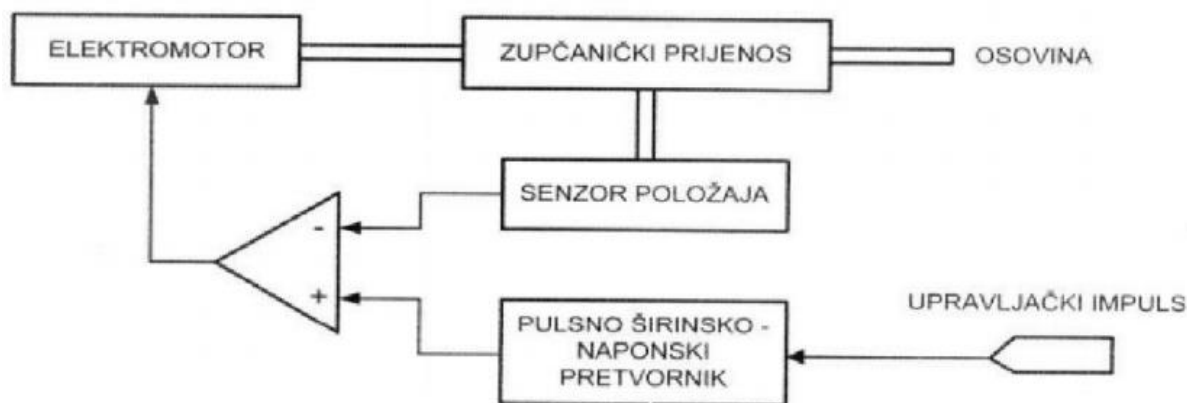 ELEKTROMOTOR
ZUPČANIČKI PRIJENOS
OSOVINA
SENZOR POLOŽAJA
-
+
UPRAVLJAČKI IMPULS
PULSNO ŠIRINSKO -
NAPONSKI
PRETVORNIK